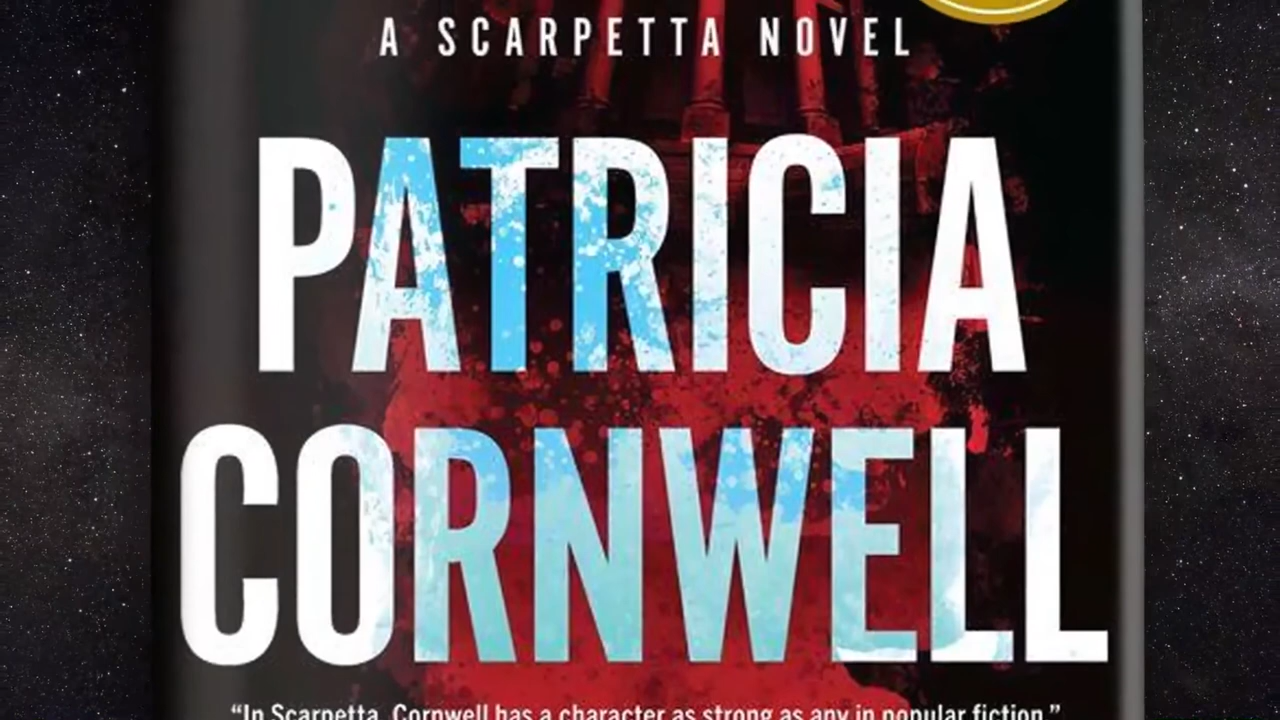 A SCARPETTA NOVEL
PATRICIA
CORNWELL
“In Scarpetta, Cornwell has a character as strong as any in popular fiction.”